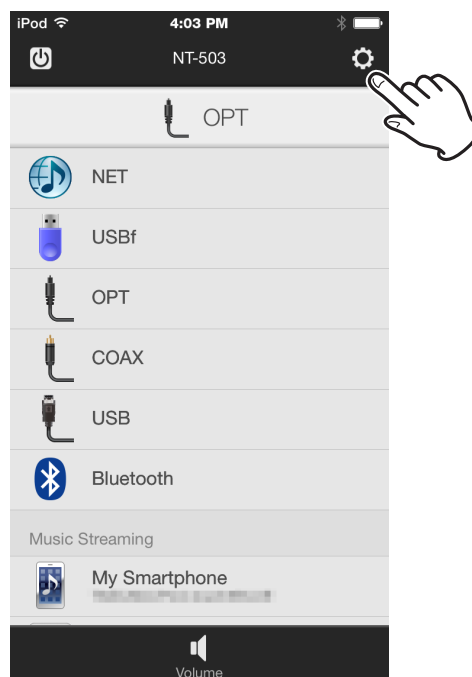 iPod 4:03 PM
NT-503
OPT
NET
USBf
OPT
COAX
USB
Bluetooth
Music Streaming
My Smartphone
Volume